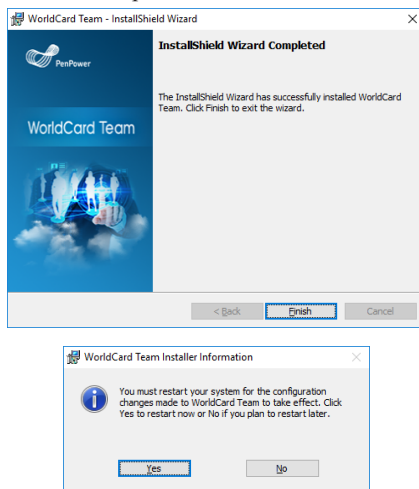 WorldCard Team - InstallShield Wizard
InstallShield Wizard Completed
PenPower
The InstallShield Wizard has successfully installed WorldCard
Team. Click Finish to exit the wizard.
WorldCard Team
< Back
Finish
Cancel
WorldCard Team Installer Information
You must restart your system for the configuration
changes made to WorldCard Team to take effect. Click
Yes to restart now or No if you plan to restart later.
Yes
No